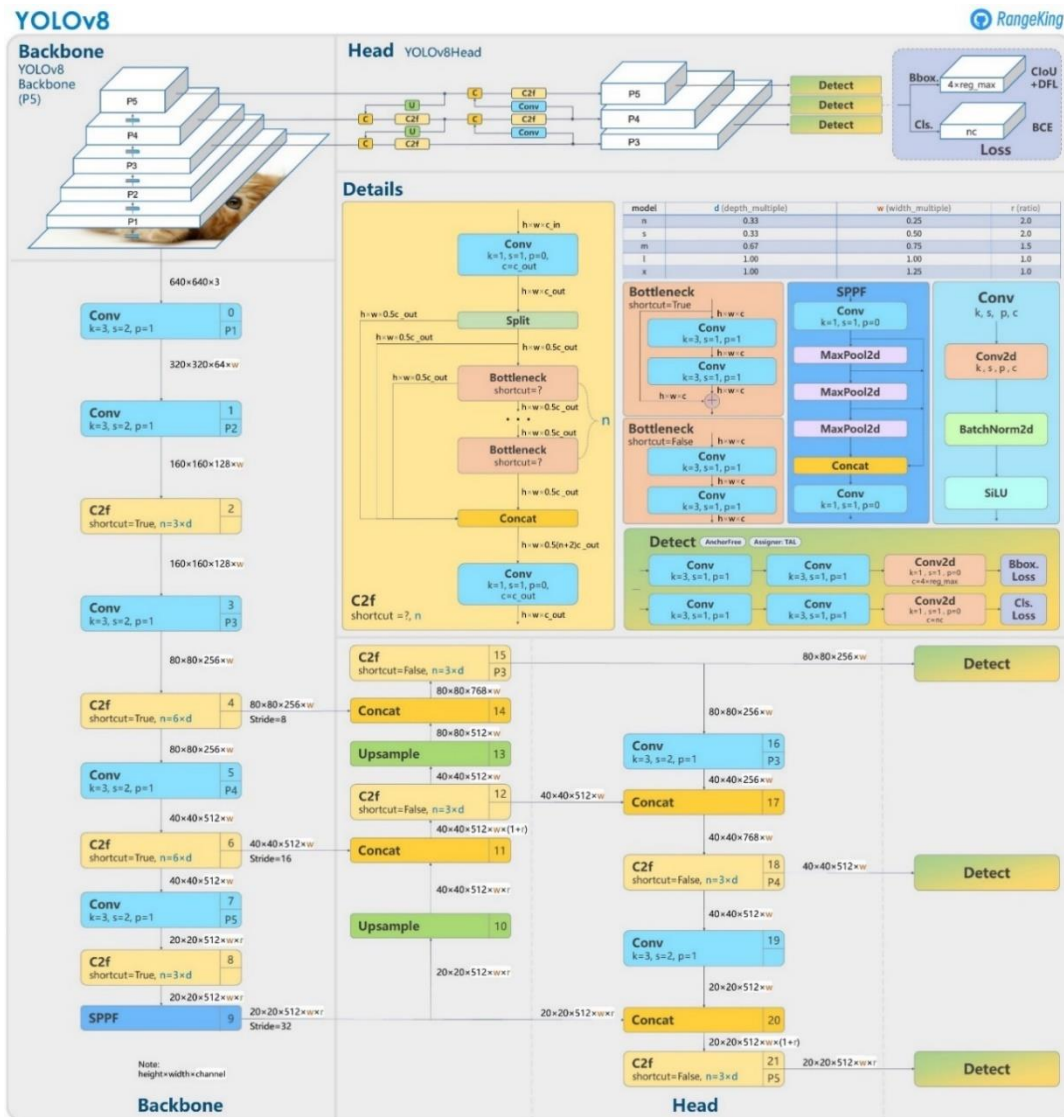 YOLOv8
RangeKing
Backbone
YOLOv8
Backbone
(P5)
P5
P4
P3
P2
P1
Head YOLOv8Head
U
C
C2f
U
C
C2f
C
C2f
Conv
C
C2f
Conv
P5
P4
P3
Detect
Detect
Detect
Bbox.
4×reg_max
CIoU
+DFL
Cls.
nc
BCE
Loss
Details
h×w×c_in
Conv
k=1, s=1, p=0,
c=c_out
h×w×c_out
Split
h×w×0.5c_out
h×w×0.5c_out
h×w×0.5c_out
h×w×0.5c_out
Bottleneck
shortcut=?
h×w×0.5c_out
• • •
n
h×w×0.5c_out
Bottleneck
shortcut=?
h×w×0.5c_out
Concat
h×w×0.5(n+2)c_out
Conv
k=1, s=1, p=0,
c=c_out
h×w×c_out
C2f
shortcut =?, n
model d (depth_multiple) w (width_multiple) r (ratio)
n 0.33 0.25 2.0
s 0.33 0.50 2.0
m 0.67 0.75 1.5
l 1.00 1.00 1.0
x 1.00 1.25 1.0
Bottleneck
shortcut=True
h×w×c
Conv
k=3, s=1, p=1
h×w×c
Conv
k=3, s=1, p=1
h×w×c
h×w×c
+
Bottleneck
shortcut=False
h×w×c
Conv
k=3, s=1, p=1
h×w×c
Conv
k=3, s=1, p=1
h×w×c
SPPF
Conv
k=1, s=1, p=0
MaxPool2d
MaxPool2d
MaxPool2d
Concat
Conv
k=1, s=1, p=0
Conv
k, s, p, c
Conv2d
k, s, p, c
BatchNorm2d
SiLU
Detect AnchorFree Assigner: TAL
Conv
k=3, s=1, p=1
Conv
k=3, s=1, p=1
Conv2d
k=1, s=1, p=0
c=4×reg_max
Bbox.
Loss
Conv
k=3, s=1, p=1
Conv
k=3, s=1, p=1
Conv2d
k=1, s=1, p=0
c=nc
Cls.
Loss
640×640×3
Conv
k=3, s=2, p=1
0
P1
320×320×64×w
Conv
k=3, s=2, p=1
1
P2
160×160×128×w
C2f
shortcut=True, n=3×d
2
160×160×128×w
Conv
k=3, s=2, p=1
3
P3
80×80×256×w
C2f
shortcut=True, n=6×d
4
80×80×256×w
Stride=8
80×80×256×w
Conv
k=3, s=2, p=1
5
P4
40×40×512×w
C2f
shortcut=True, n=6×d
6
40×40×512×w
Stride=16
40×40×512×w
Conv
k=3, s=2, p=1
7
P5
20×20×512×w×r
C2f
shortcut=True, n=3×d
8
20×20×512×w×r
SPPF
9
20×20×512×w×r
Stride=32
Note:
height×width×channel
Backbone
C2f
shortcut=False, n=3×d
15
P3
80×80×768×w
Concat
14
80×80×512×w
Upsample
13
40×40×512×w
C2f
shortcut=False, n=3×d
12
40×40×512×w×(1+r)
Concat
11
40×40×512×w×r
Upsample
10
20×20×512×w×r
80×80×256×w
Detect
80×80×256×w
Conv
k=3, s=2, p=1
16
P3
40×40×256×w
40×40×512×w
Concat
17
40×40×768×w
C2f
shortcut=False, n=3×d
18
P4
40×40×512×w
Detect
40×40×512×w
Conv
k=3, s=2, p=1
19
20×20×512×w
20×20×512×w×r
Concat
20
20×20×512×w×(1+r)
C2f
shortcut=False, n=3×d
21
P5
20×20×512×w×r
Detect
Head